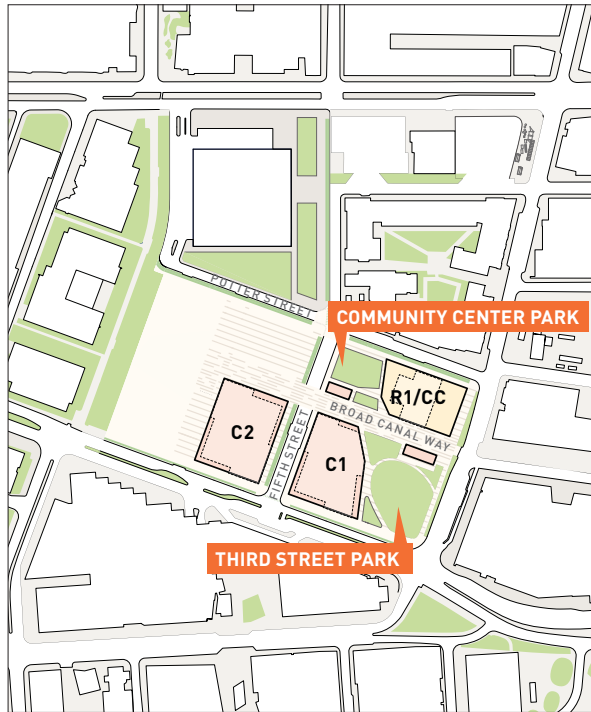 POTTER STREET
COMMUNITY CENTER PARK
R1/CC
BROAD CANAL WAY
C2
FIFTH STREET
C1
THIRD STREET PARK